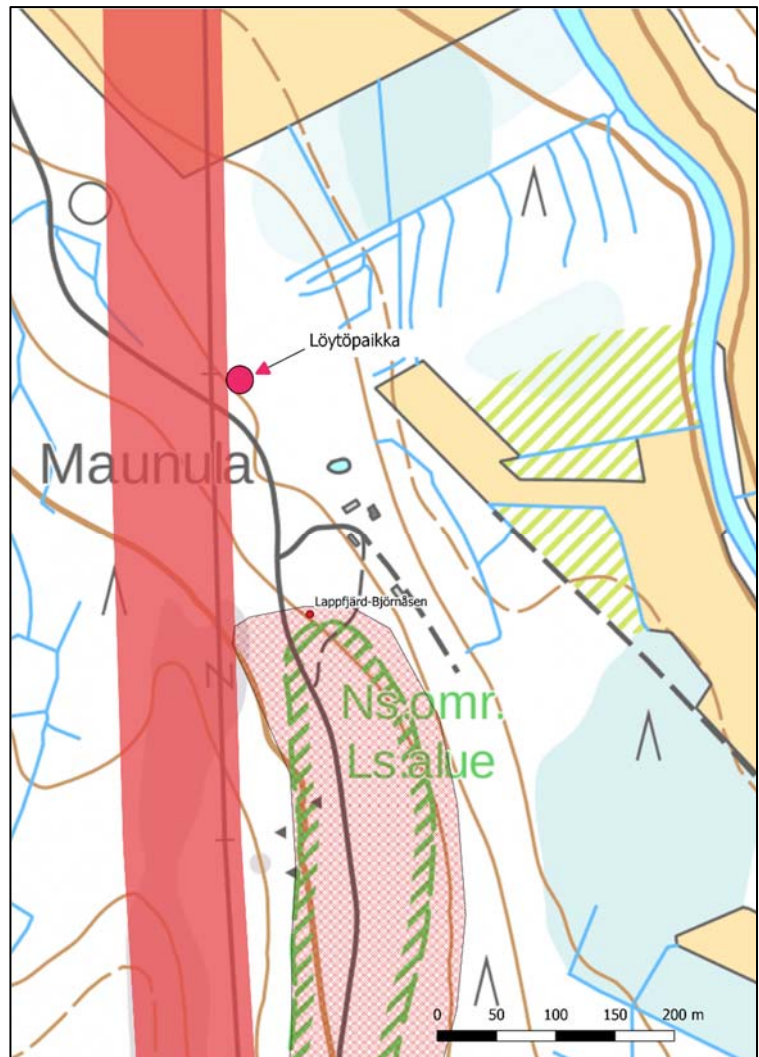 Löytöpaikka
Maunula
Lappfjärd-Björnåsen
Ns.omr.
Ls.alue
0 50 100 150 200 m